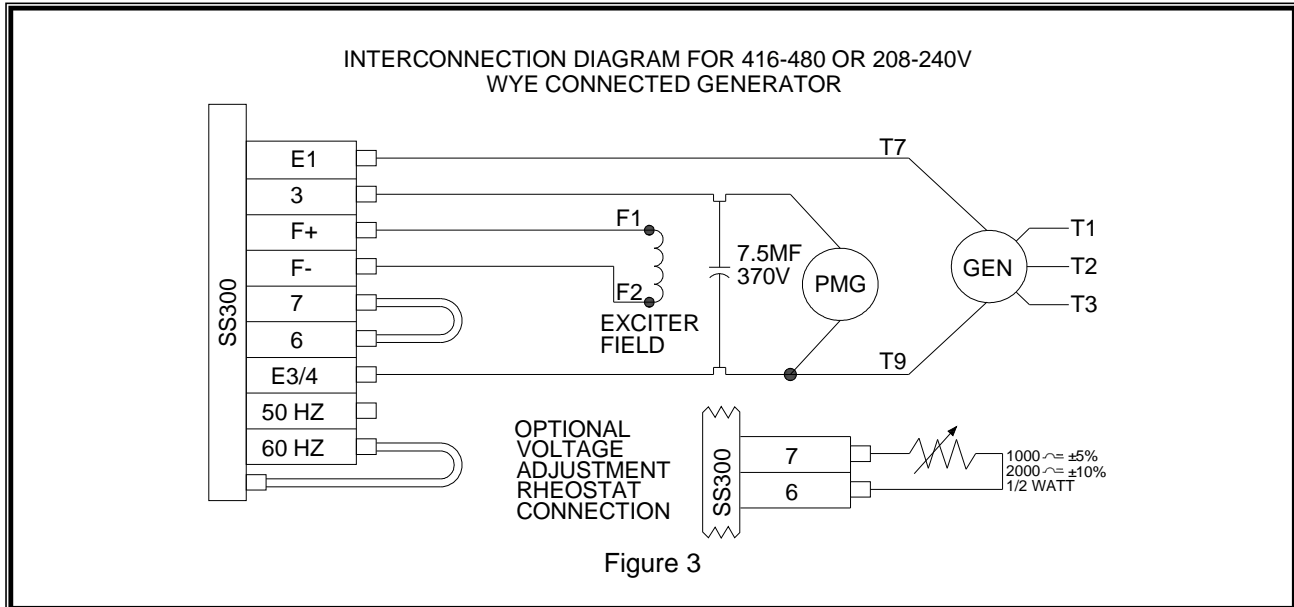 INTERCONNECTION DIAGRAM FOR 416-480 OR 208-240V
WYE CONNECTED GENERATOR
SS300
E1
3
F+
F-
7
6
E3/4
50 HZ
60 HZ
F1
F2
EXCITER
FIELD
7.5MF
370V
PMG
T7
T9
GEN
T1
T2
T3
OPTIONAL
VOLTAGE
ADJUSTMENT
RHEOSTAT
CONNECTION
SS300
7
6
1000 = ±5%
2000 = ±10%
1/2 WATT
Figure 3